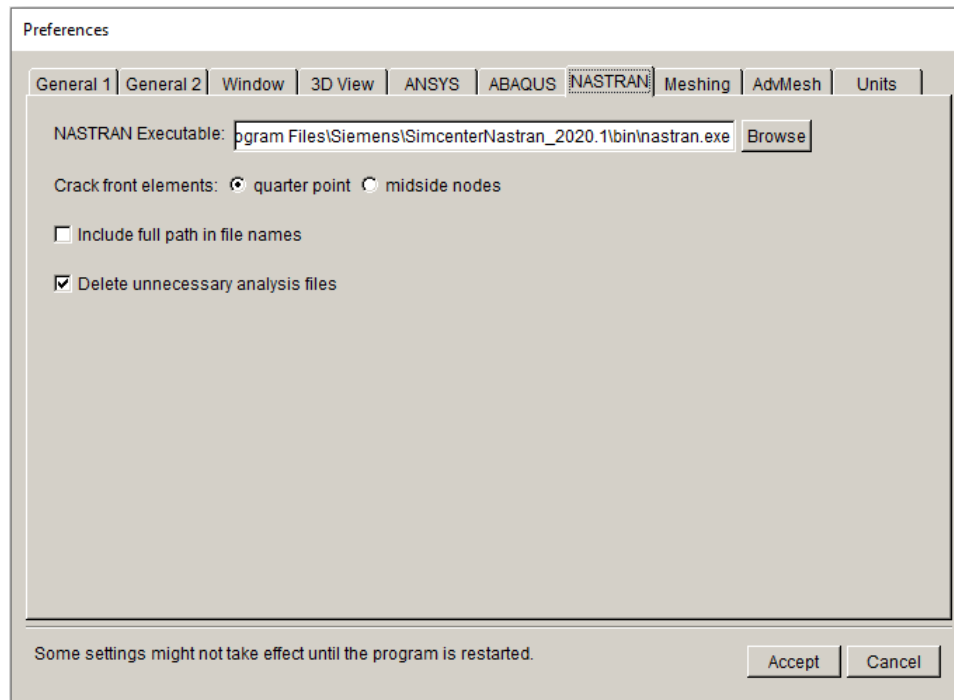 Preferences
General 1 General 2 Window 3D View ANSYS ABAQUS NASTRAN Meshing AdvMesh Units
NASTRAN Executable: ogram Files\Siemens\SimcenterNastran_2020.1\bin\nastran.exe Browse
Crack front elements: quarter point midside nodes
Include full path in file names
Delete unnecessary analysis files
Some settings might not take effect until the program is restarted.
Accept Cancel